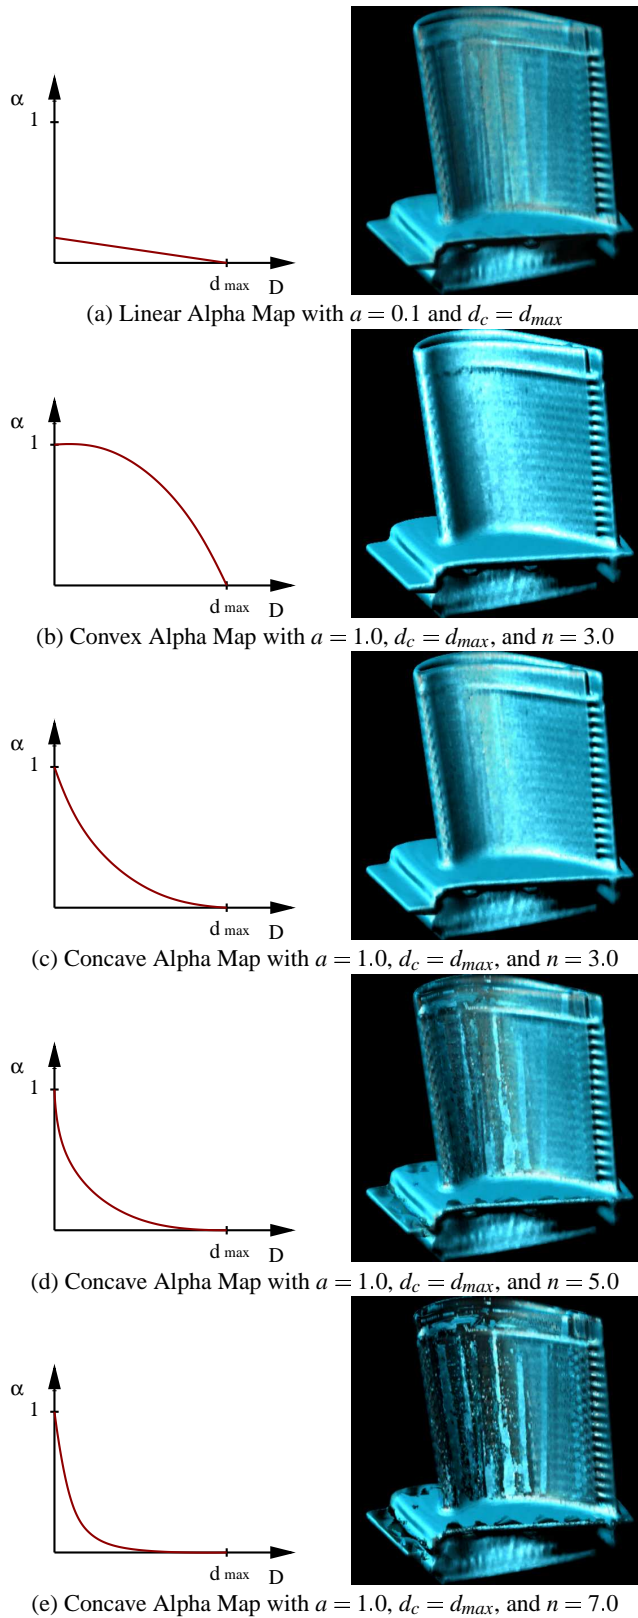 α
1
d max D
(a) Linear Alpha Map with a = 0.1 and d_c = d_max
α
1
d max D
(b) Convex Alpha Map with a = 1.0, d_c = d_max, and n = 3.0
α
1
d max D
(c) Concave Alpha Map with a = 1.0, d_c = d_max, and n = 3.0
α
1
d max D
(d) Concave Alpha Map with a = 1.0, d_c = d_max, and n = 5.0
α
1
d max D
(e) Concave Alpha Map with a = 1.0, d_c = d_max, and n = 7.0